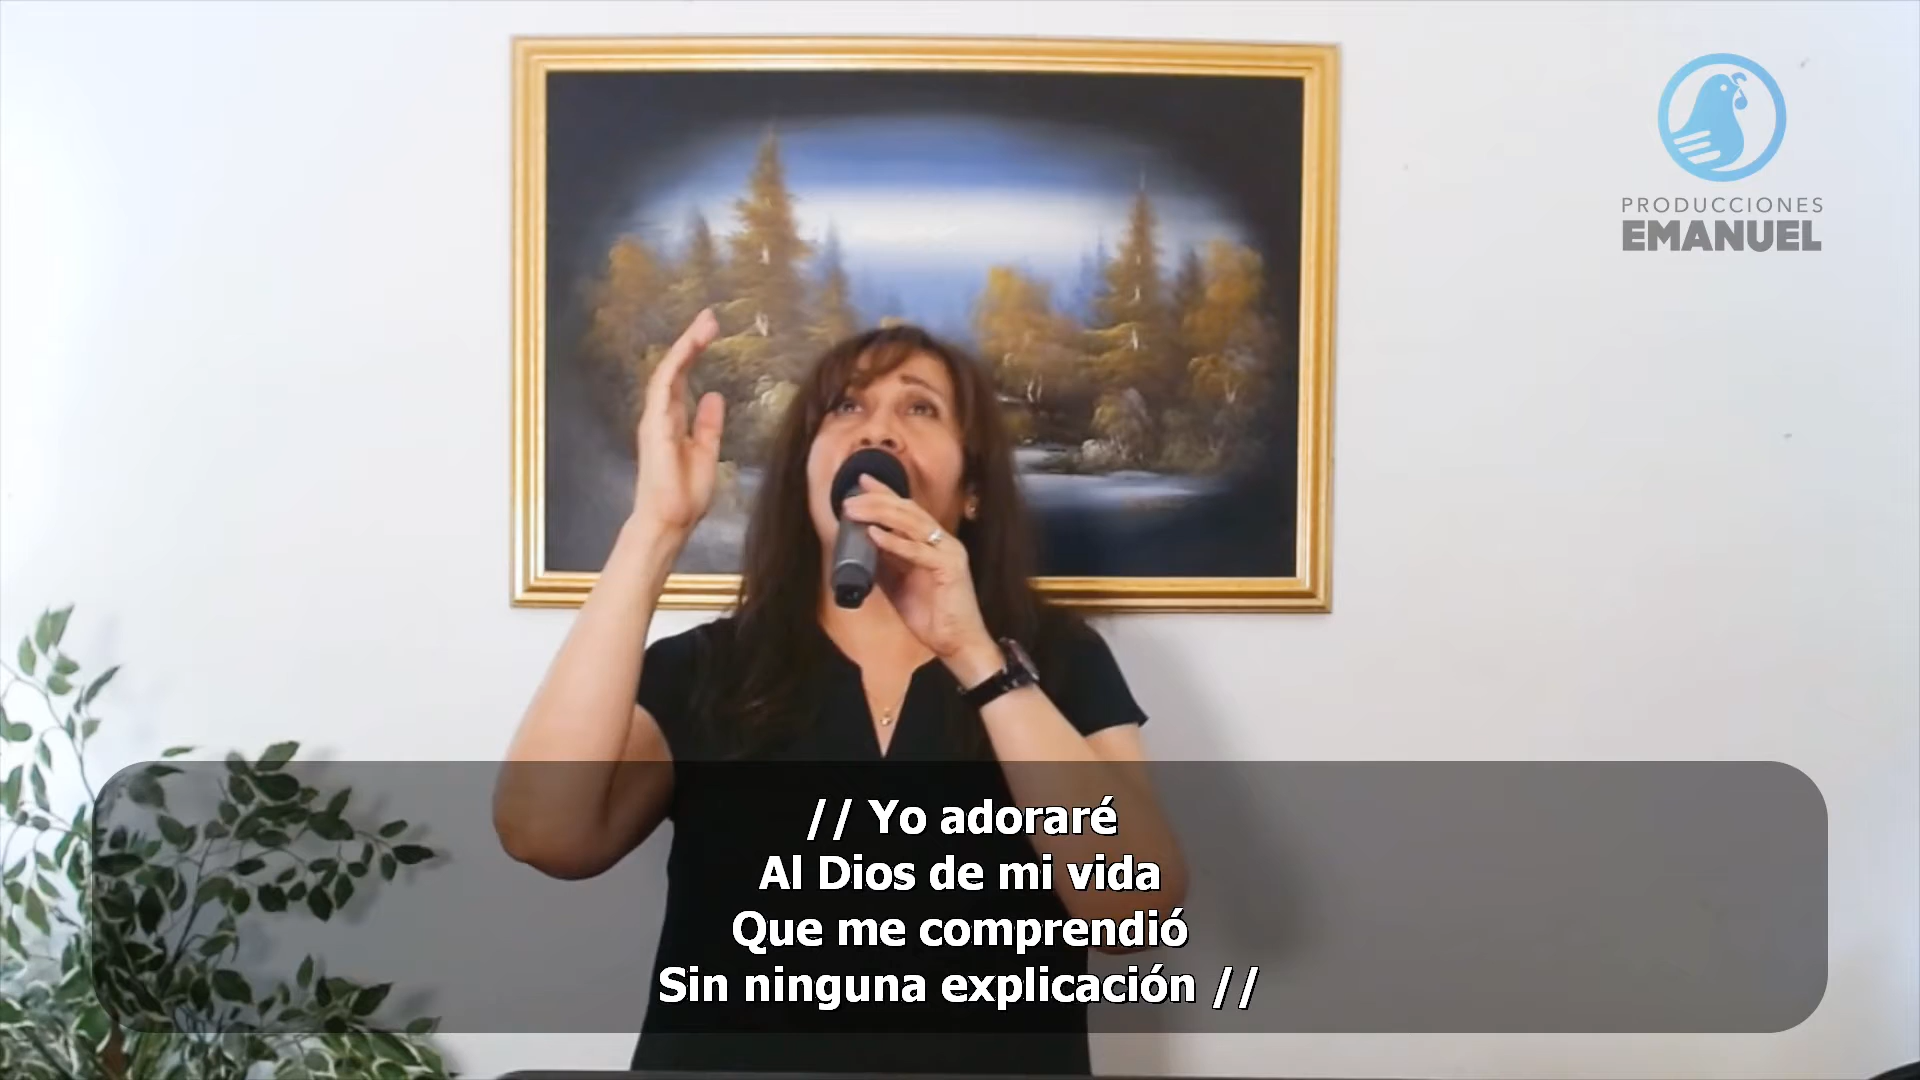 PRODUCCIONES
EMANUEL
// Yo adoraré
Al Dios de mi vida
Que me comprendió
Sin ninguna explicación //